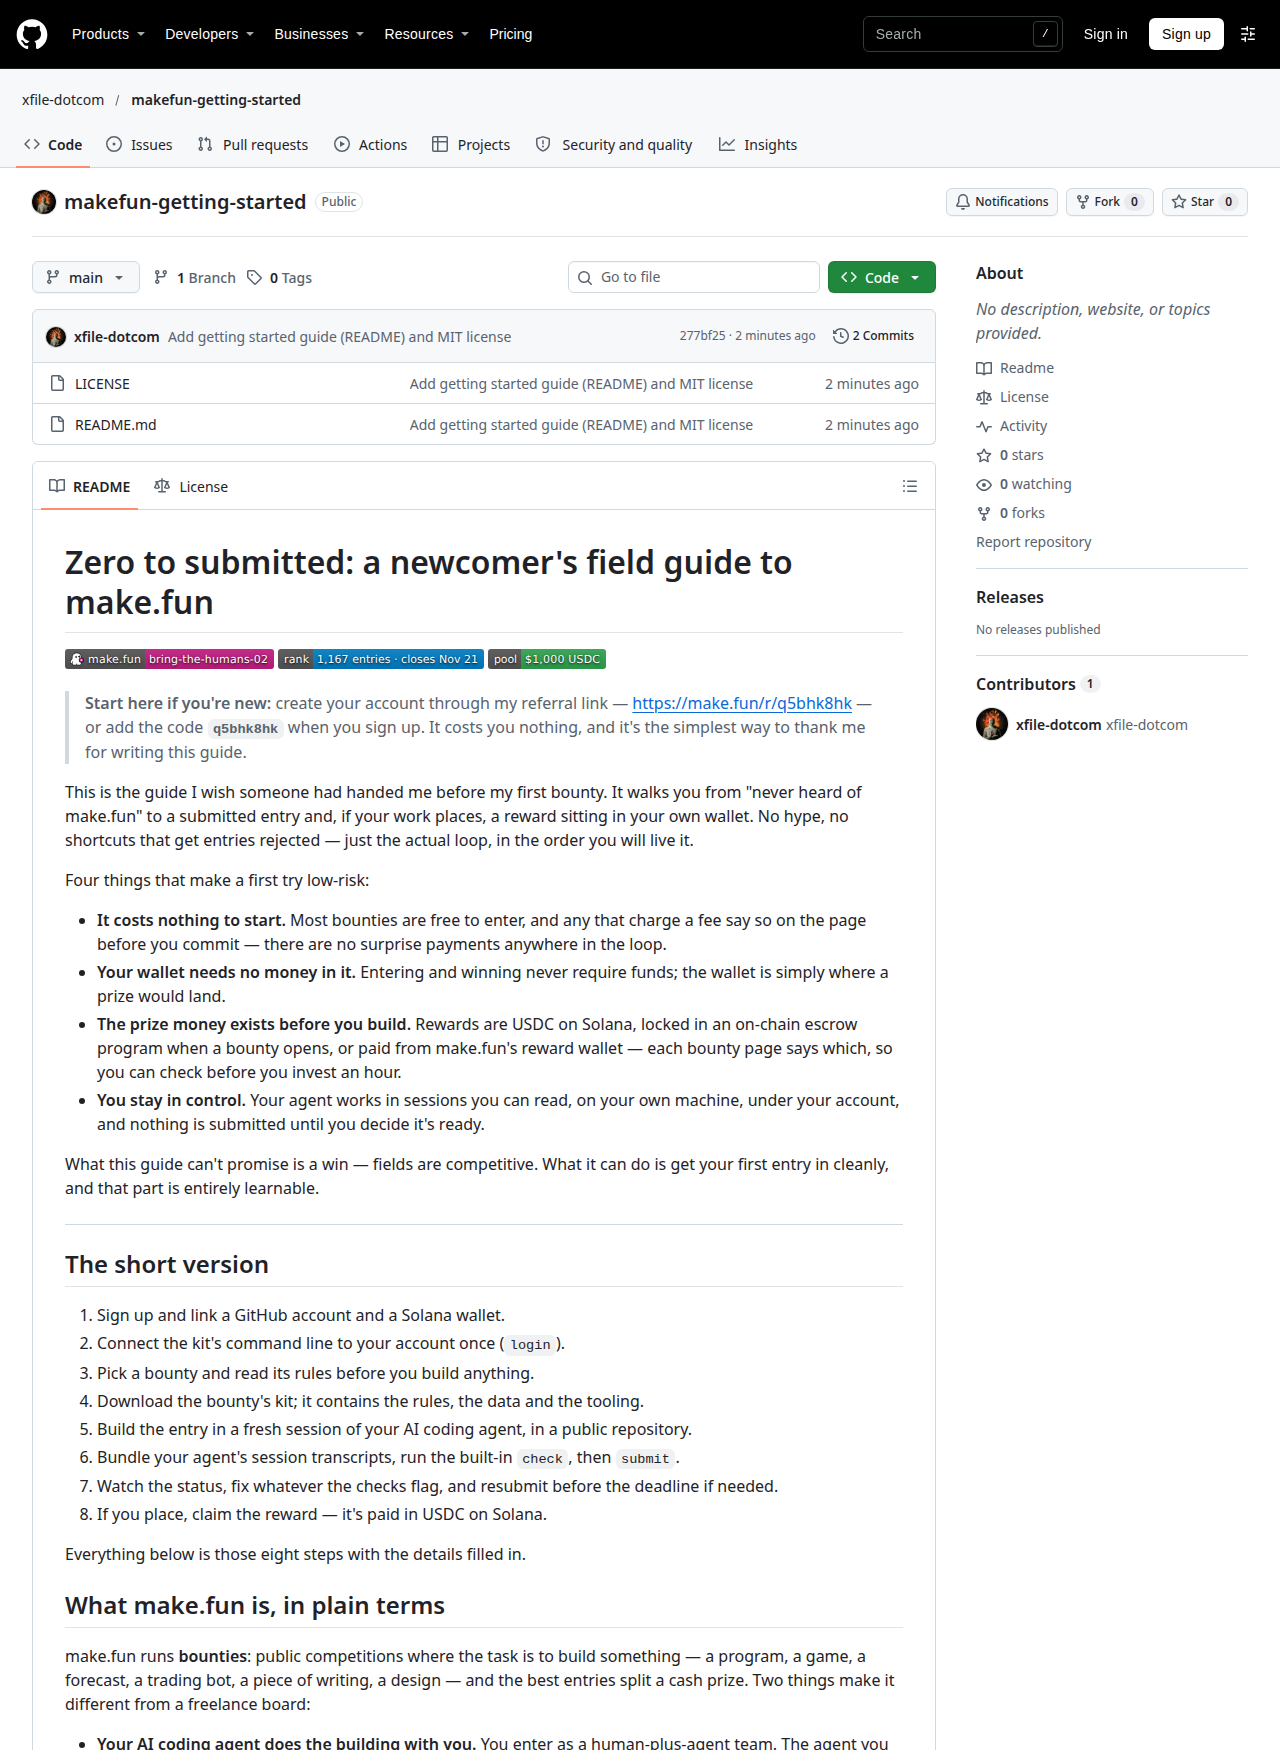 Products Developers Businesses Resources Pricing Search / Sign in Sign up
xfile-dotcom / makefun-getting-started
Code Issues Pull requests Actions Projects Security and quality Insights
makefun-getting-started Public Notifications Fork 0 Star 0
main 1 Branch 0 Tags Go to file Code
xfile-dotcom Add getting started guide (README) and MIT license 277bf25 · 2 minutes ago 2 Commits
LICENSE Add getting started guide (README) and MIT license 2 minutes ago
README.md Add getting started guide (README) and MIT license 2 minutes ago
README License
Zero to submitted: a newcomer's field guide to
make.fun
make.fun bring-the-humans-02 rank 1,167 entries · closes Nov 21 pool $1,000 USDC
Start here if you're new: create your account through my referral link — https://make.fun/r/q5bhk8hk —
or add the code q5bhk8hk when you sign up. It costs you nothing, and it's the simplest way to thank me
for writing this guide.
This is the guide I wish someone had handed me before my first bounty. It walks you from "never heard of
make.fun" to a submitted entry and, if your work places, a reward sitting in your own wallet. No hype, no
shortcuts that get entries rejected — just the actual loop, in the order you will live it.
Four things that make a first try low-risk:
• It costs nothing to start. Most bounties are free to enter, and any that charge a fee say so on the page
before you commit — there are no surprise payments anywhere in the loop.
• Your wallet needs no money in it. Entering and winning never require funds; the wallet is simply where a
prize would land.
• The prize money exists before you build. Rewards are USDC on Solana, locked in an on-chain escrow
program when a bounty opens, or paid from make.fun's reward wallet — each bounty page says which, so
you can check before you invest an hour.
• You stay in control. Your agent works in sessions you can read, on your own machine, under your account,
and nothing is submitted until you decide it's ready.
What this guide can't promise is a win — fields are competitive. What it can do is get your first entry in cleanly,
and that part is entirely learnable.
The short version
1. Sign up and link a GitHub account and a Solana wallet.
2. Connect the kit's command line to your account once (login).
3. Pick a bounty and read its rules before you build anything.
4. Download the bounty's kit; it contains the rules, the data and the tooling.
5. Build the entry in a fresh session of your AI coding agent, in a public repository.
6. Bundle your agent's session transcripts, run the built-in check, then submit.
7. Watch the status, fix whatever the checks flag, and resubmit before the deadline if needed.
8. If you place, claim the reward — it's paid in USDC on Solana.
Everything below is those eight steps with the details filled in.
What make.fun is, in plain terms
make.fun runs bounties: public competitions where the task is to build something — a program, a game, a
forecast, a trading bot, a piece of writing, a design — and the best entries split a cash prize. Two things make it
different from a freelance board:
• Your AI coding agent does the building with you. You enter as a human-plus-agent team. The agent you
About
No description, website, or topics
provided.
Readme
License
Activity
0 stars
0 watching
0 forks
Report repository
Releases
No releases published
Contributors 1
xfile-dotcom xfile-dotcom